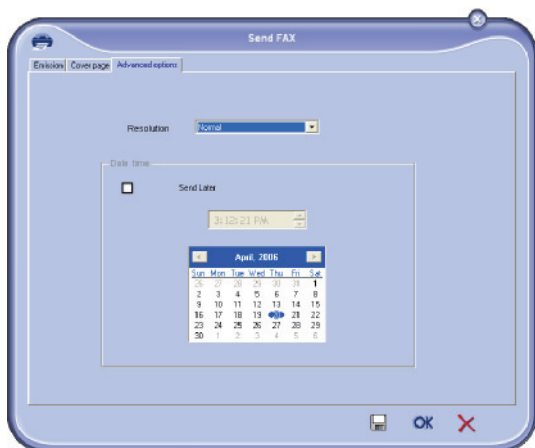 Send FAX
Emission Cover page Advanced options
Resolution Normal
Date time
Send Later
3:12:21 PM
April, 2006
Sun Mon Tue Wed Thu Fri Sat
26 27 28 29 30 31 1
2 3 4 5 6 7 8
9 10 11 12 13 14 15
16 17 18 19 20 21 22
23 24 25 26 27 28 29
30 1 2 3 4 5 6
OK